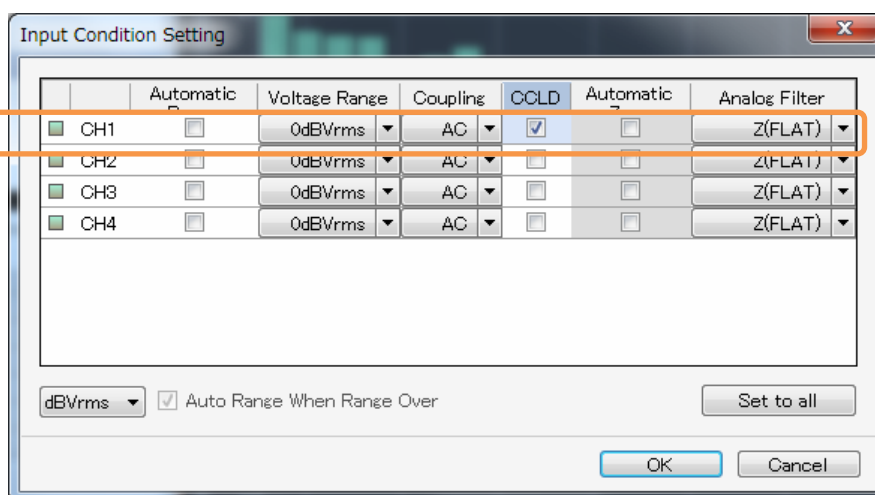 Input Condition Setting
Automatic Voltage Range Coupling CCLD Automatic Analog Filter
CH1 0dBVrms AC Z(FLAT)
CH2 0dBVrms AC Z(FLAT)
CH3 0dBVrms AC Z(FLAT)
CH4 0dBVrms AC Z(FLAT)
dBVrms Auto Range When Range Over Set to all
OK Cancel